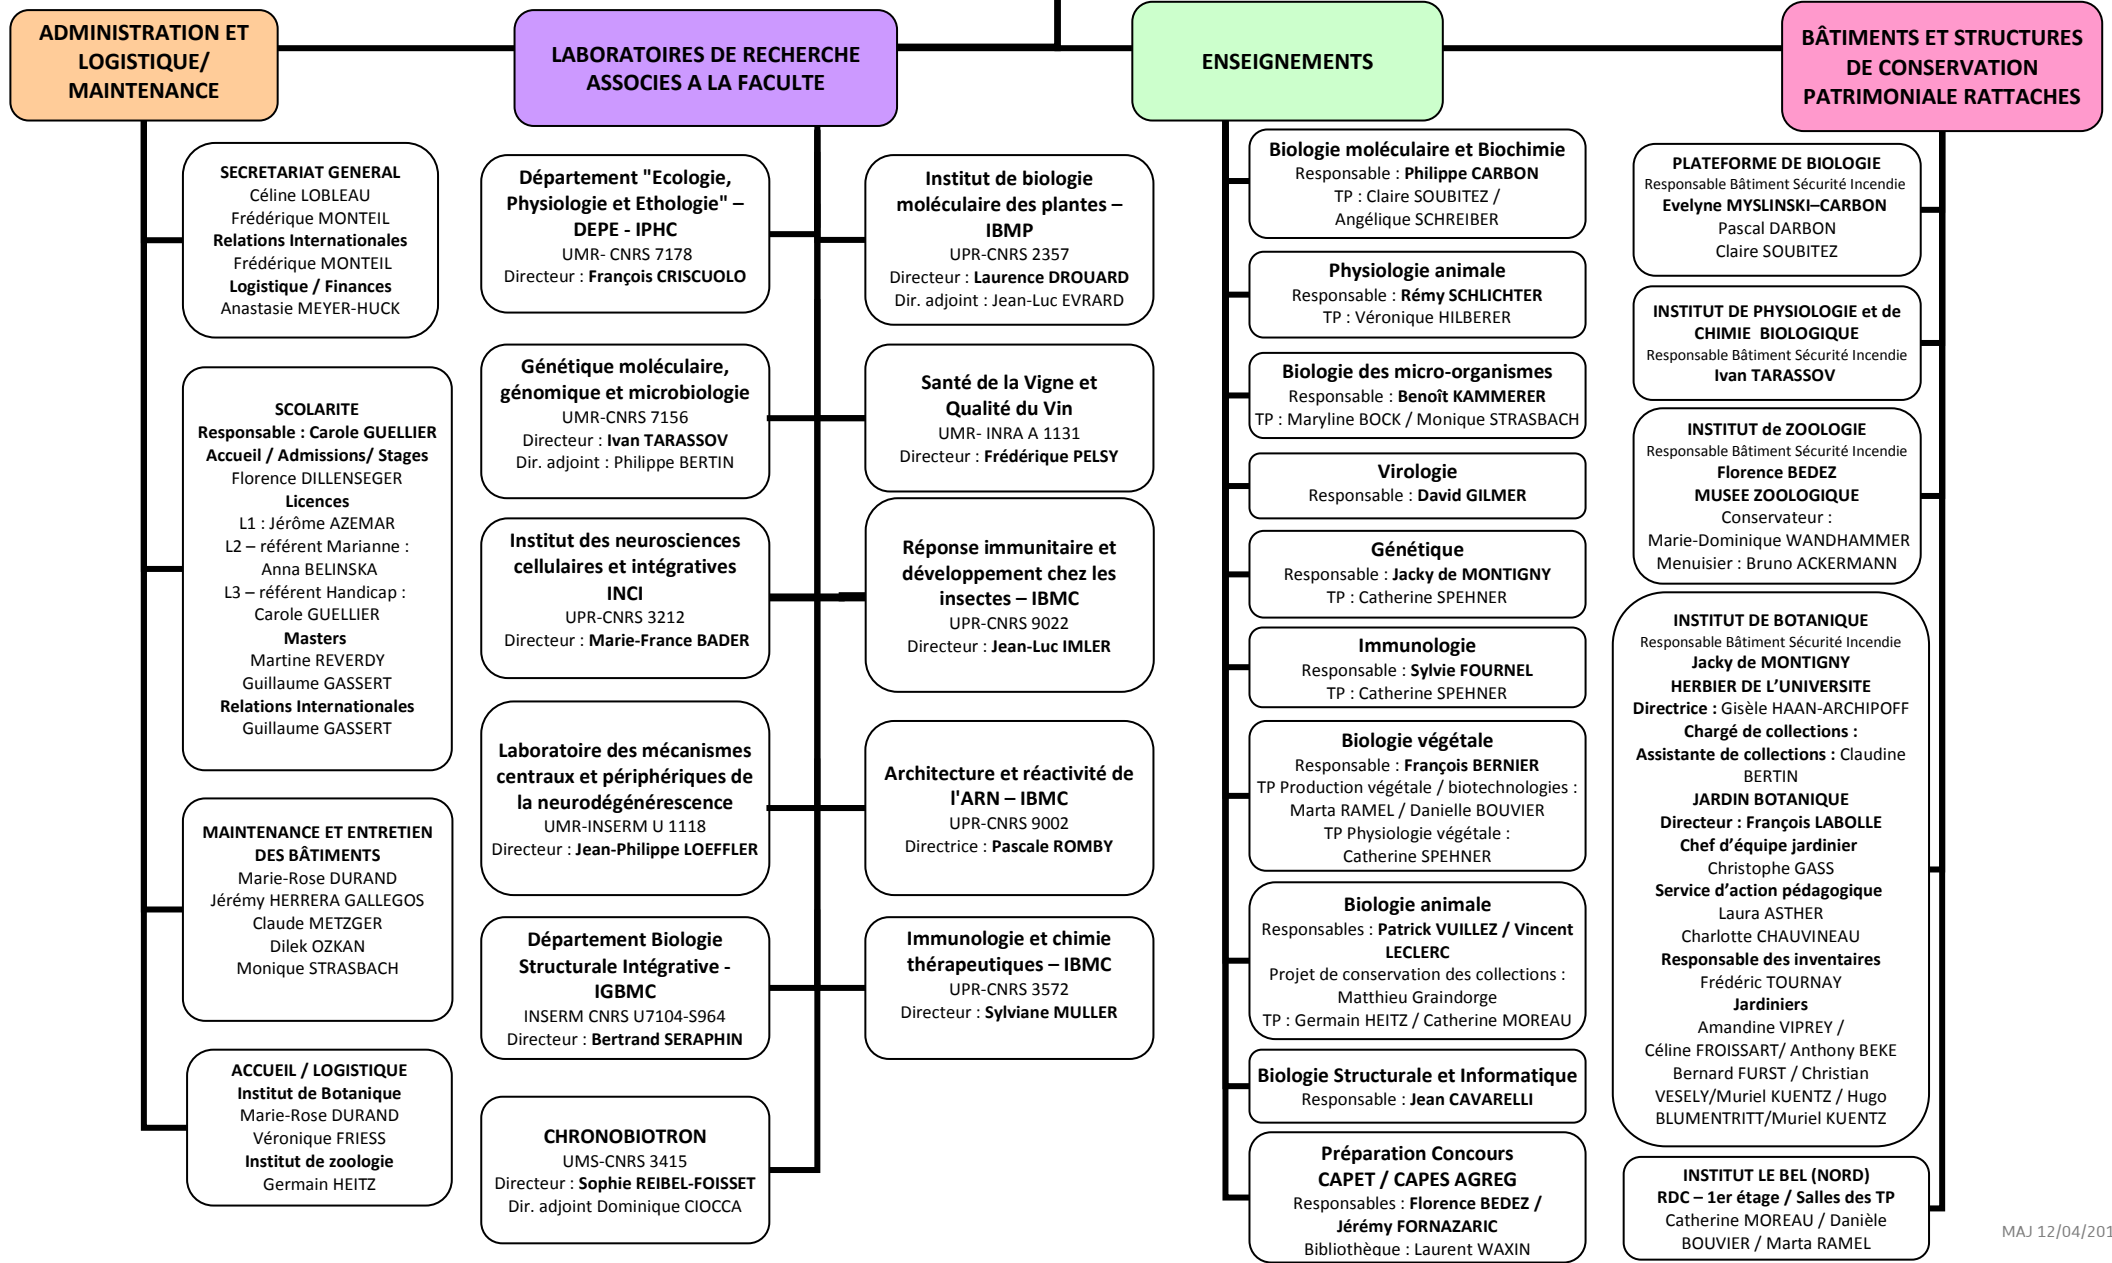 ADMINISTRATION ET
LOGISTIQUE/
MAINTENANCE
SECRETARIAT GENERAL
Céline LOBLEAU
Frédérique MONTEIL
Relations Internationales
Frédérique MONTEIL
Logistique / Finances
Anastasie MEYER-HUCK
SCOLARITE
Responsable : Carole GUELLIER
Accueil / Admissions/ Stages
Florence DILLENSEGER
Licences
L1 : Jérôme AZEMAR
L2 – référent Marianne :
Anna BELINSKA
L3 – référent Handicap :
Carole GUELLIER
Masters
Martine REVERDY
Guillaume GASSERT
Relations Internationales
Guillaume GASSERT
MAINTENANCE ET ENTRETIEN
DES BÂTIMENTS
Marie-Rose DURAND
Jérémy HERRERA GALLEGOS
Claude METZGER
Dilek OZKAN
Monique STRASBACH
ACCUEIL / LOGISTIQUE
Institut de Botanique
Marie-Rose DURAND
Véronique FRIESS
Institut de zoologie
Germain HEITZ
LABORATOIRES DE RECHERCHE
ASSOCIES A LA FACULTE
Département "Ecologie,
Physiologie et Ethologie" –
DEPE - IPHC
UMR- CNRS 7178
Directeur : François CRISCUOLO
Génétique moléculaire,
génomique et microbiologie
UMR-CNRS 7156
Directeur : Ivan TARASSOV
Dir. adjoint : Philippe BERTIN
Institut des neurosciences
cellulaires et intégratives
INCI
UPR-CNRS 3212
Directeur : Marie-France BADER
Laboratoire des mécanismes
centraux et périphériques de
la neurodégénérescence
UMR-INSERM U 1118
Directeur : Jean-Philippe LOEFFLER
Département Biologie
Structurale Intégrative -
IGBMC
INSERM CNRS U7104-S964
Directeur : Bertrand SERAPHIN
CHRONOBIOTRON
UMS-CNRS 3415
Directeur : Sophie REIBEL-FOISSET
Dir. adjoint Dominique CIOCCA
Institut de biologie
moléculaire des plantes –
IBMP
UPR-CNRS 2357
Directeur : Laurence DROUARD
Dir. adjoint : Jean-Luc EVRARD
Santé de la Vigne et
Qualité du Vin
UMR- INRA A 1131
Directeur : Frédérique PELSY
Réponse immunitaire et
développement chez les
insectes – IBMC
UPR-CNRS 9022
Directeur : Jean-Luc IMLER
Architecture et réactivité de
l'ARN – IBMC
UPR-CNRS 9002
Directrice : Pascale ROMBY
Immunologie et chimie
thérapeutiques – IBMC
UPR-CNRS 3572
Directeur : Sylviane MULLER
ENSEIGNEMENTS
Biologie moléculaire et Biochimie
Responsable : Philippe CARBON
TP : Claire SOUBITEZ /
Angélique SCHREIBER
Physiologie animale
Responsable : Rémy SCHLICHTER
TP : Véronique HILBERER
Biologie des micro-organismes
Responsable : Benoît KAMMERER
TP : Maryline BOCK / Monique STRASBACH
Virologie
Responsable : David GILMER
Génétique
Responsable : Jacky de MONTIGNY
TP : Catherine SPEHNER
Immunologie
Responsable : Sylvie FOURNEL
TP : Catherine SPEHNER
Biologie végétale
Responsable : François BERNIER
TP Production végétale / biotechnologies :
Marta RAMEL / Danielle BOUVIER
TP Physiologie végétale :
Catherine SPEHNER
Biologie animale
Responsables : Patrick VUILLEZ / Vincent
LECLERC
Projet de conservation des collections :
Matthieu Graindorge
TP : Germain HEITZ / Catherine MOREAU
Biologie Structurale et Informatique
Responsable : Jean CAVARELLI
Préparation Concours
CAPET / CAPES AGREG
Responsables : Florence BEDEZ /
Jérémy FORNAZARIC
Bibliothèque : Laurent WAXIN
BÂTIMENTS ET STRUCTURES
DE CONSERVATION
PATRIMONIALE RATTACHES
PLATEFORME DE BIOLOGIE
Responsable Bâtiment Sécurité Incendie
Evelyne MYSLINSKI–CARBON
Pascal DARBON
Claire SOUBITEZ
INSTITUT DE PHYSIOLOGIE et de
CHIMIE BIOLOGIQUE
Responsable Bâtiment Sécurité Incendie
Ivan TARASSOV
INSTITUT de ZOOLOGIE
Responsable Bâtiment Sécurité Incendie
Florence BEDEZ
MUSEE ZOOLOGIQUE
Conservateur :
Marie-Dominique WANDHAMMER
Menuisier : Bruno ACKERMANN
INSTITUT DE BOTANIQUE
Responsable Bâtiment Sécurité Incendie
Jacky de MONTIGNY
HERBIER DE L’UNIVERSITE
Directrice : Gisèle HAAN-ARCHIPOFF
Chargé de collections :
Assistante de collections : Claudine
BERTIN
JARDIN BOTANIQUE
Directeur : François LABOLLE
Chef d’équipe jardinier
Christophe GASS
Service d’action pédagogique
Laura ASTHER
Charlotte CHAUVINEAU
Responsable des inventaires
Frédéric TOURNAY
Jardiniers
Amandine VIPREY /
Céline FROISSART/ Anthony BEKE
Bernard FURST / Christian
VESELY/Muriel KUENTZ / Hugo
BLUMENTRITT/Muriel KUENTZ
INSTITUT LE BEL (NORD)
RDC – 1er étage / Salles des TP
Catherine MOREAU / Danièle
BOUVIER / Marta RAMEL
MAJ 12/04/201